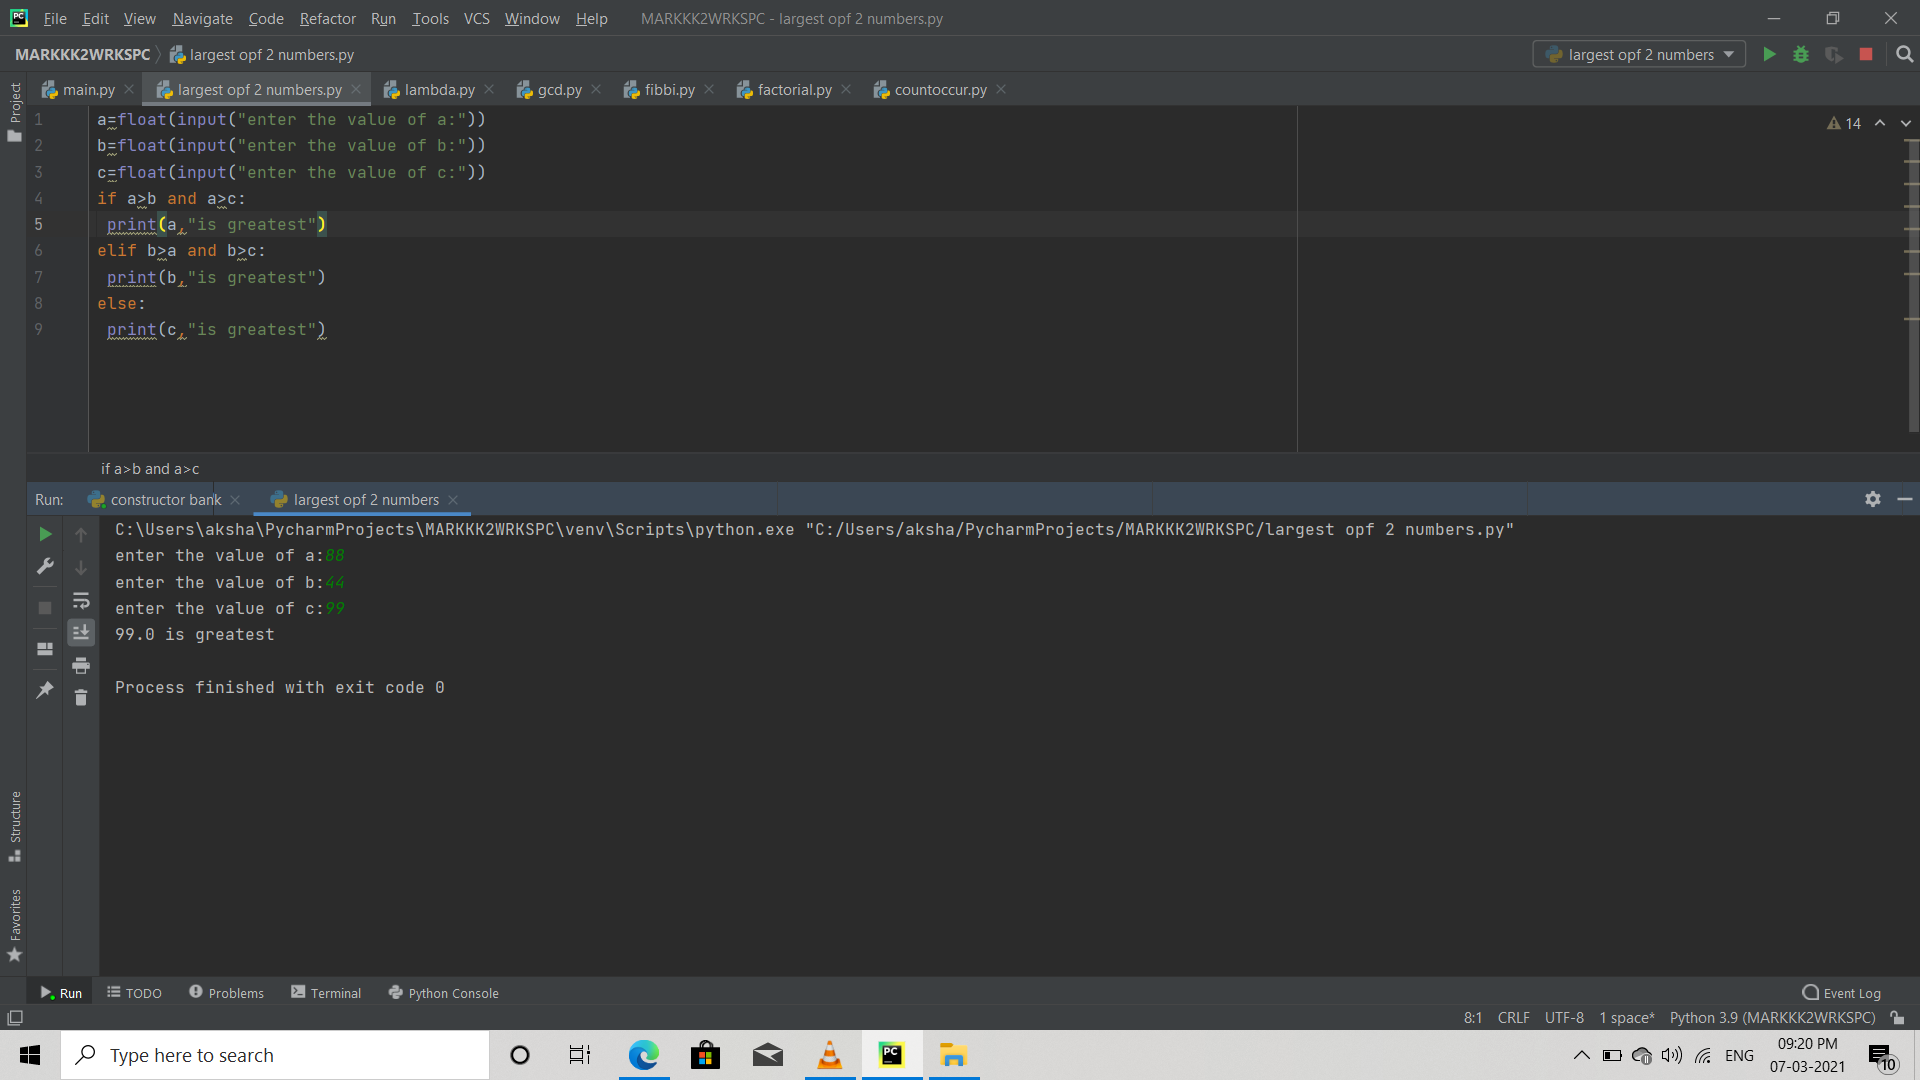 File Edit View Navigate Code Refactor Run Tools VCS Window Help MARKKK2WRKSPC - largest opf 2 numbers.py
MARKKK2WRKSPC largest opf 2 numbers.py largest opf 2 numbers
main.py largest opf 2 numbers.py lambda.py gcd.py fibbi.py factorial.py countoccur.py
Project
14
1 a=float(input("enter the value of a:"))
2 b=float(input("enter the value of b:"))
3 c=float(input("enter the value of c:"))
4 if a>b and a>c:
5 print(a,"is greatest")
6 elif b>a and b>c:
7 print(b,"is greatest")
8 else:
9 print(c,"is greatest")
if a>b and a>c
Run: constructor bank largest opf 2 numbers
C:\Users\aksha\PycharmProjects\MARKKK2WRKSPC\venv\Scripts\python.exe "C:/Users/aksha/PycharmProjects/MARKKK2WRKSPC/largest opf 2 numbers.py"
enter the value of a:88
enter the value of b:44
enter the value of c:99
99.0 is greatest
Process finished with exit code 0
Structure
Favorites
Run TODO Problems Terminal Python Console Event Log
8:1 CRLF UTF-8 1 space* Python 3.9 (MARKKK2WRKSPC)
Type here to search PC ENG 09:20 PM
07-03-2021 10